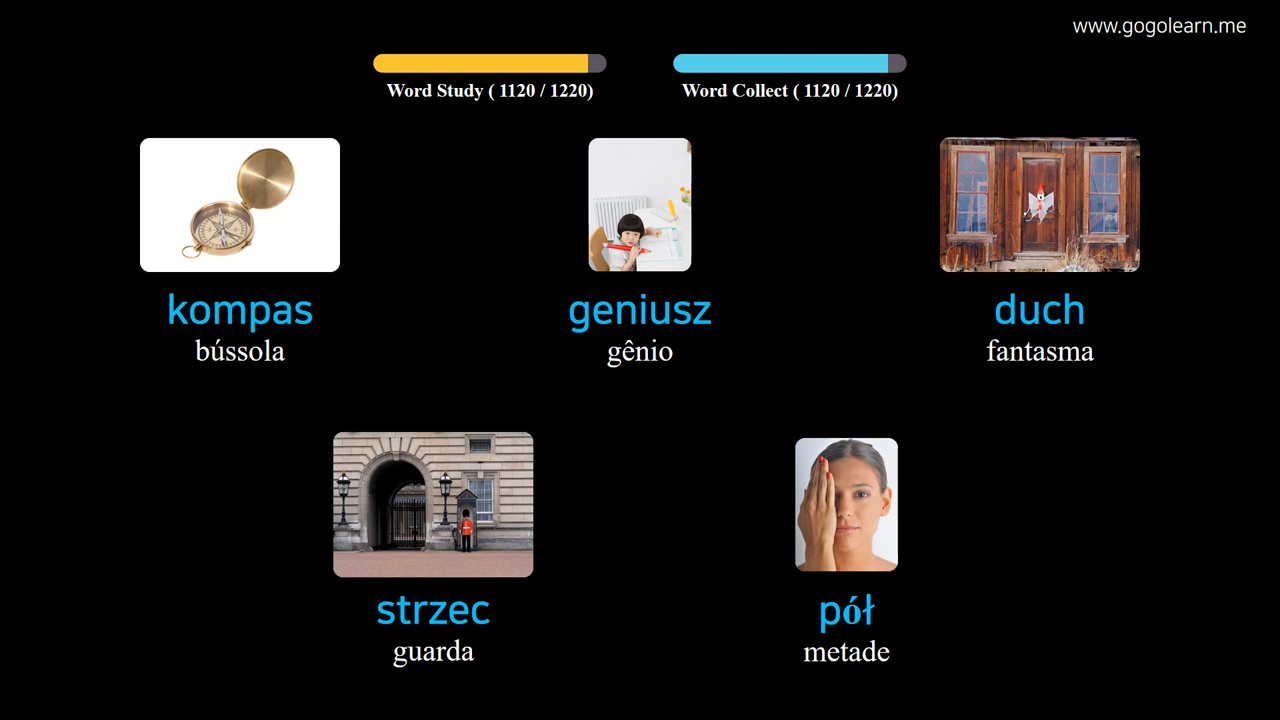 www.gogolearn.me
Word Study ( 1120 / 1220)
Word Collect ( 1120 / 1220)
kompas
bússola
geniusz
gênio
duch
fantasma
strzec
guarda
pół
metade